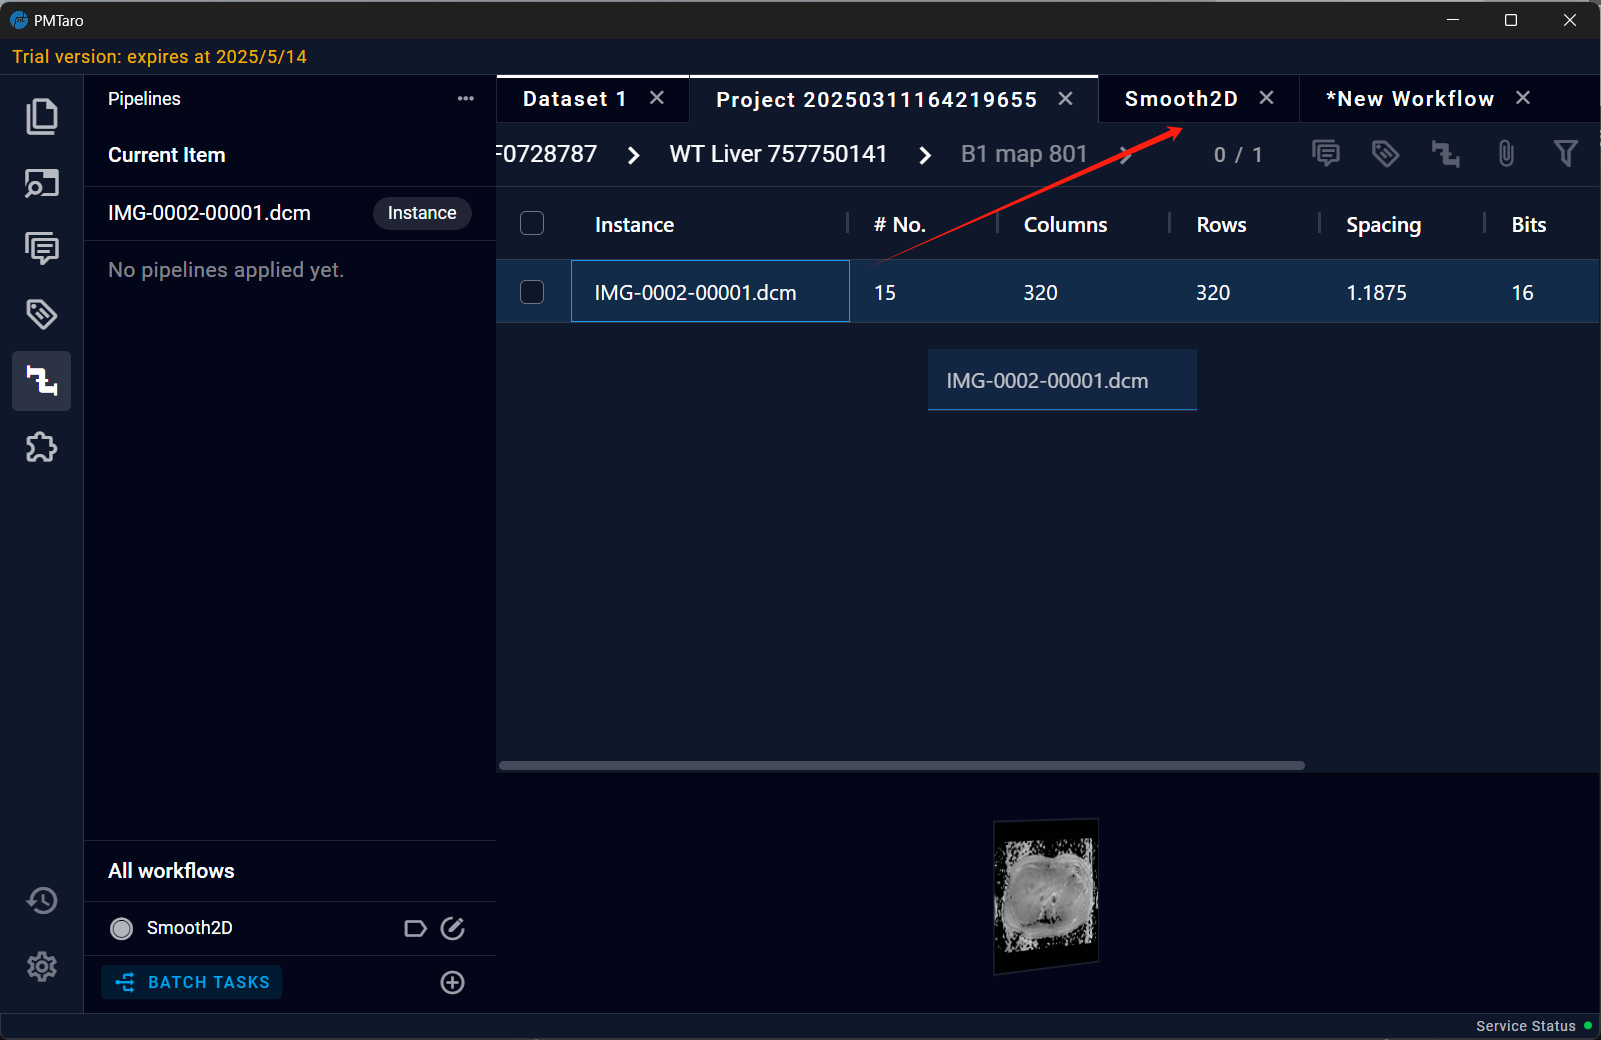 PMTaro
Trial version: expires at 2025/5/14
Pipelines
Current Item
IMG-0002-00001.dcm Instance
No pipelines applied yet.
All workflows
Smooth2D
BATCH TASKS
Dataset 1 Project 20250311164219655 Smooth2D *New Workflow
F0728787 WT Liver 757750141 B1 map 801 0 / 1
Instance # No. Columns Rows Spacing Bits
IMG-0002-00001.dcm 15 320 320 1.1875 16
IMG-0002-00001.dcm
Service Status